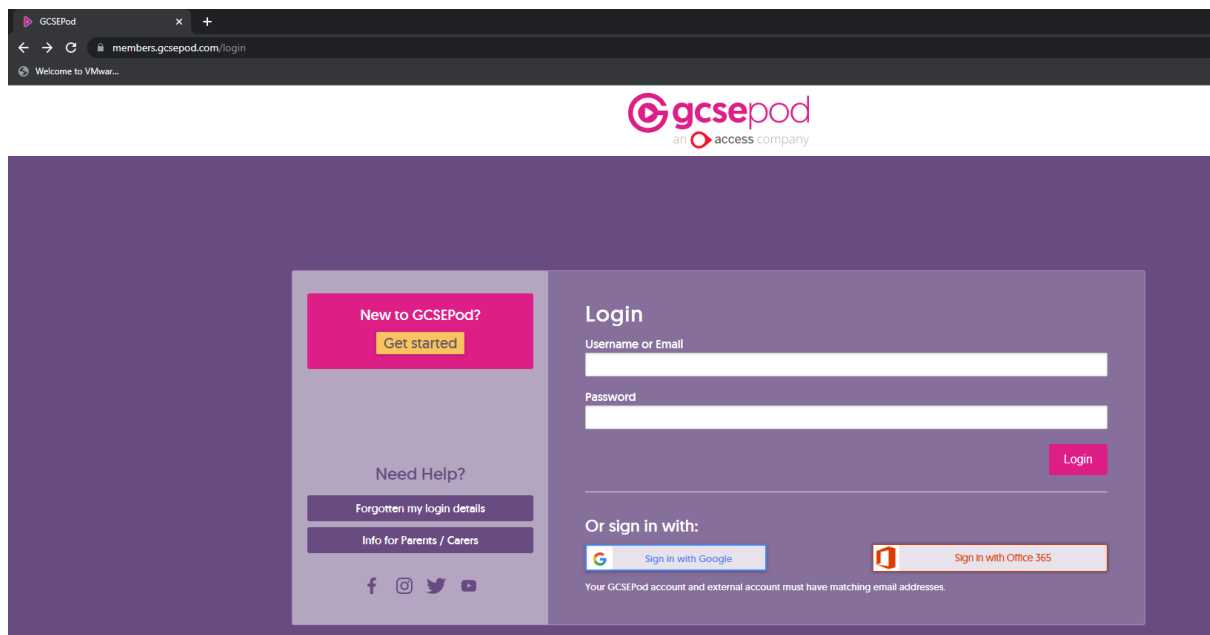 GCSEPod
members.gcsepod.com/login
Welcome to VMwar...
gcsepod
an access company
New to GCSEPod?
Get started
Need Help?
Forgotten my login details
Info for Parents / Carers
Login
Username or Email
Password
Login
Or sign in with:
Sign in with Google
Sign in with Office 365
Your GCSEPod account and external account must have matching email addresses.